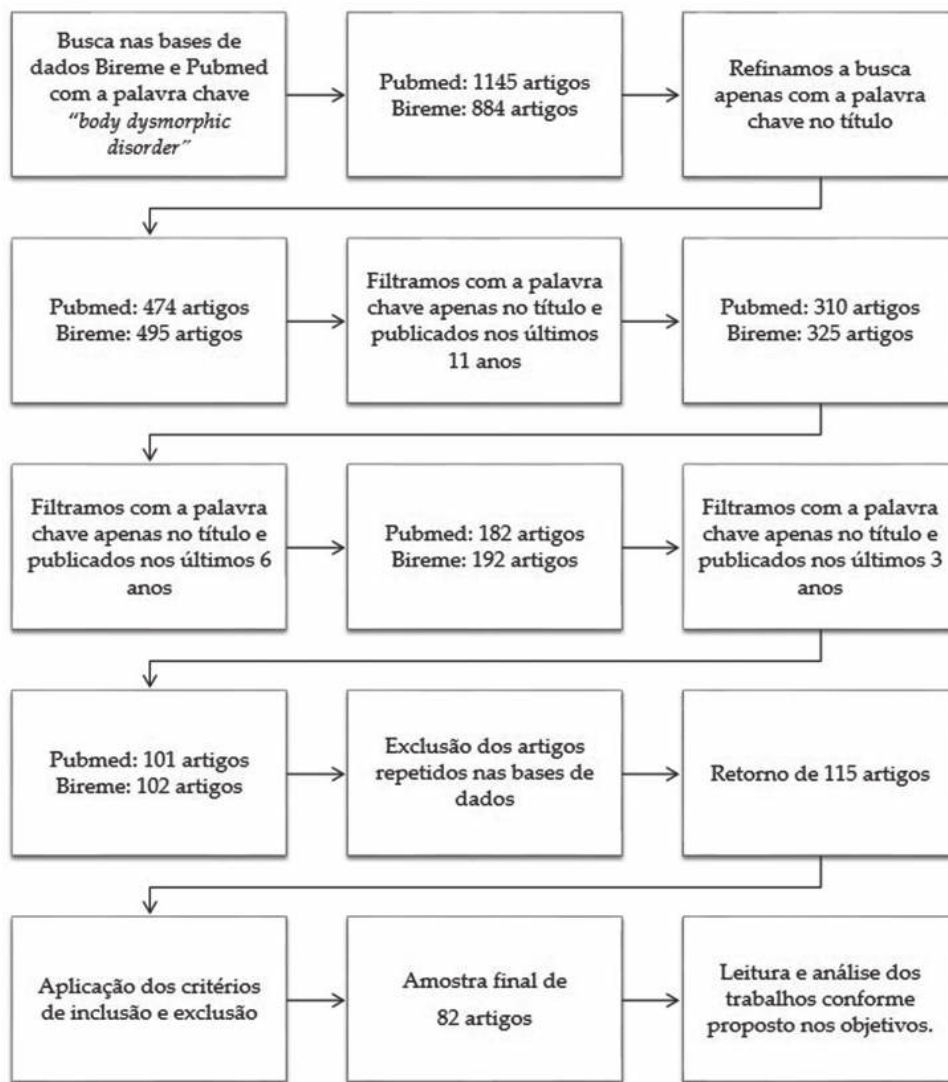 Busca nas bases de
dados Bireme e Pubmed
com a palavra chave
“body dysmorphic
disorder”
Pubmed: 1145 artigos
Bireme: 884 artigos
Refinamos a busca
apenas com a palavra
chave no título
Pubmed: 474 artigos
Bireme: 495 artigos
Filtramos com a palavra
chave apenas no título e
publicados nos últimos
11 anos
Pubmed: 310 artigos
Bireme: 325 artigos
Filtramos com a palavra
chave apenas no título e
publicados nos últimos 6
anos
Pubmed: 182 artigos
Bireme: 192 artigos
Filtramos com a palavra
chave apenas no título e
publicados nos últimos 3
anos
Pubmed: 101 artigos
Bireme: 102 artigos
Exclusão dos artigos
repetidos nas bases de
dados
Retorno de 115 artigos
Aplicação dos critérios
de inclusão e exclusão
Amostra final de
82 artigos
Leitura e análise dos
trabalhos conforme
proposto nos objetivos.